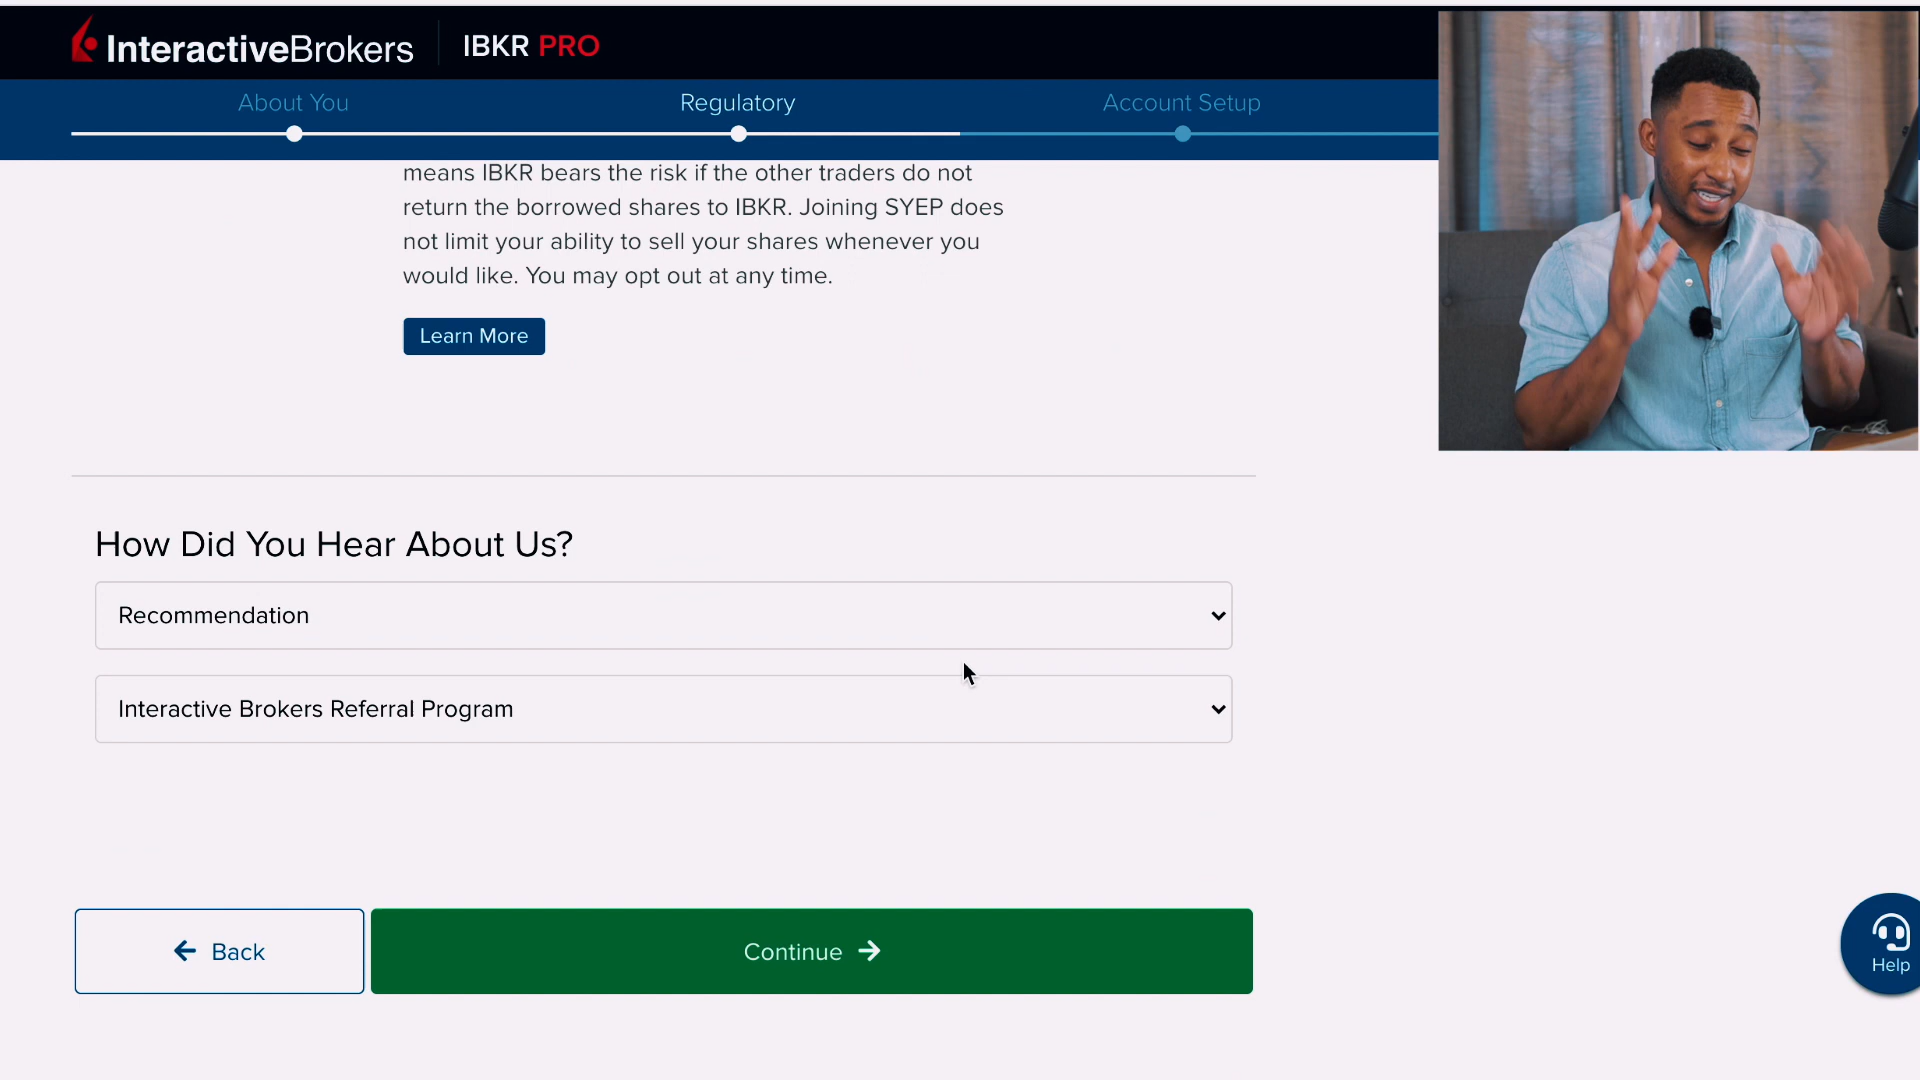 InteractiveBrokers IBKR PRO
About You Regulatory Account Setup
means IBKR bears the risk if the other traders do not
return the borrowed shares to IBKR. Joining SYEP does
not limit your ability to sell your shares whenever you
would like. You may opt out at any time.
Learn More
How Did You Hear About Us?
Recommendation
Interactive Brokers Referral Program
Back
Continue
Help